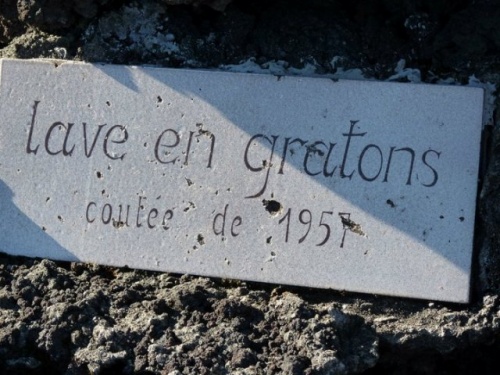 lave en gratons
coulée de 1957